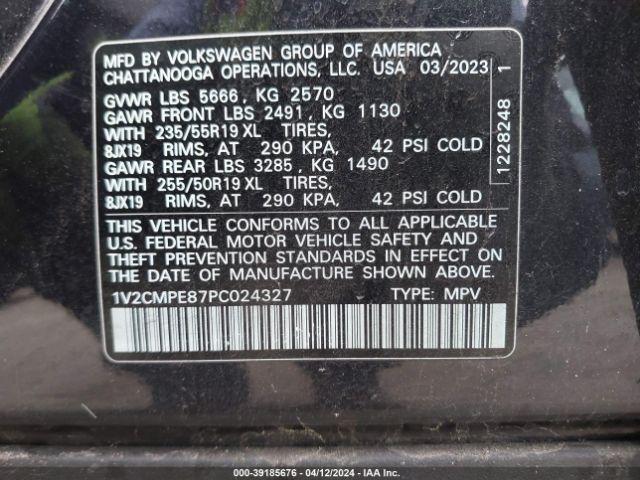 MFD BY VOLKSWAGEN GROUP OF AMERICA
CHATTANOOGA OPERATIONS, LLC. USA 03/2023
GVWR LBS 5666, KG 2570
GAWR FRONT LBS 2491, KG 1130
WITH 235/55R19 XL TIRES,
8JX19 RIMS, AT 290 KPA, 42 PSI COLD
GAWR REAR LBS 3285, KG 1490
WITH 255/50R19 XL TIRES,
8JX19 RIMS, AT 290 KPA, 42 PSI COLD
THIS VEHICLE CONFORMS TO ALL APPLICABLE
U.S. FEDERAL MOTOR VEHICLE SAFETY AND
THEFT PREVENTION STANDARDS IN EFFECT ON
THE DATE OF MANUFACTURE SHOWN ABOVE.
1V2CMPE87PC024327 TYPE: MPV
1228248 1
000-39185676 - 04/12/2024 - IAA Inc.